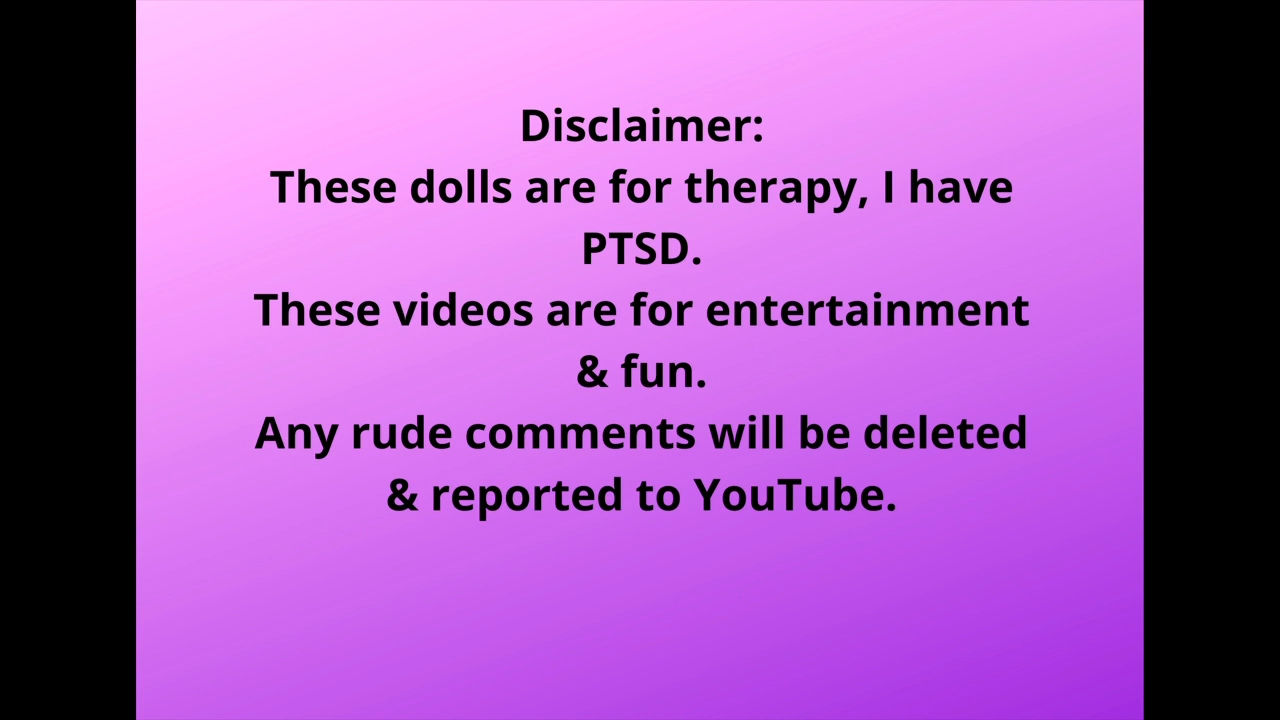 Disclaimer:
These dolls are for therapy, I have
PTSD.
These videos are for entertainment
& fun.
Any rude comments will be deleted
& reported to YouTube.